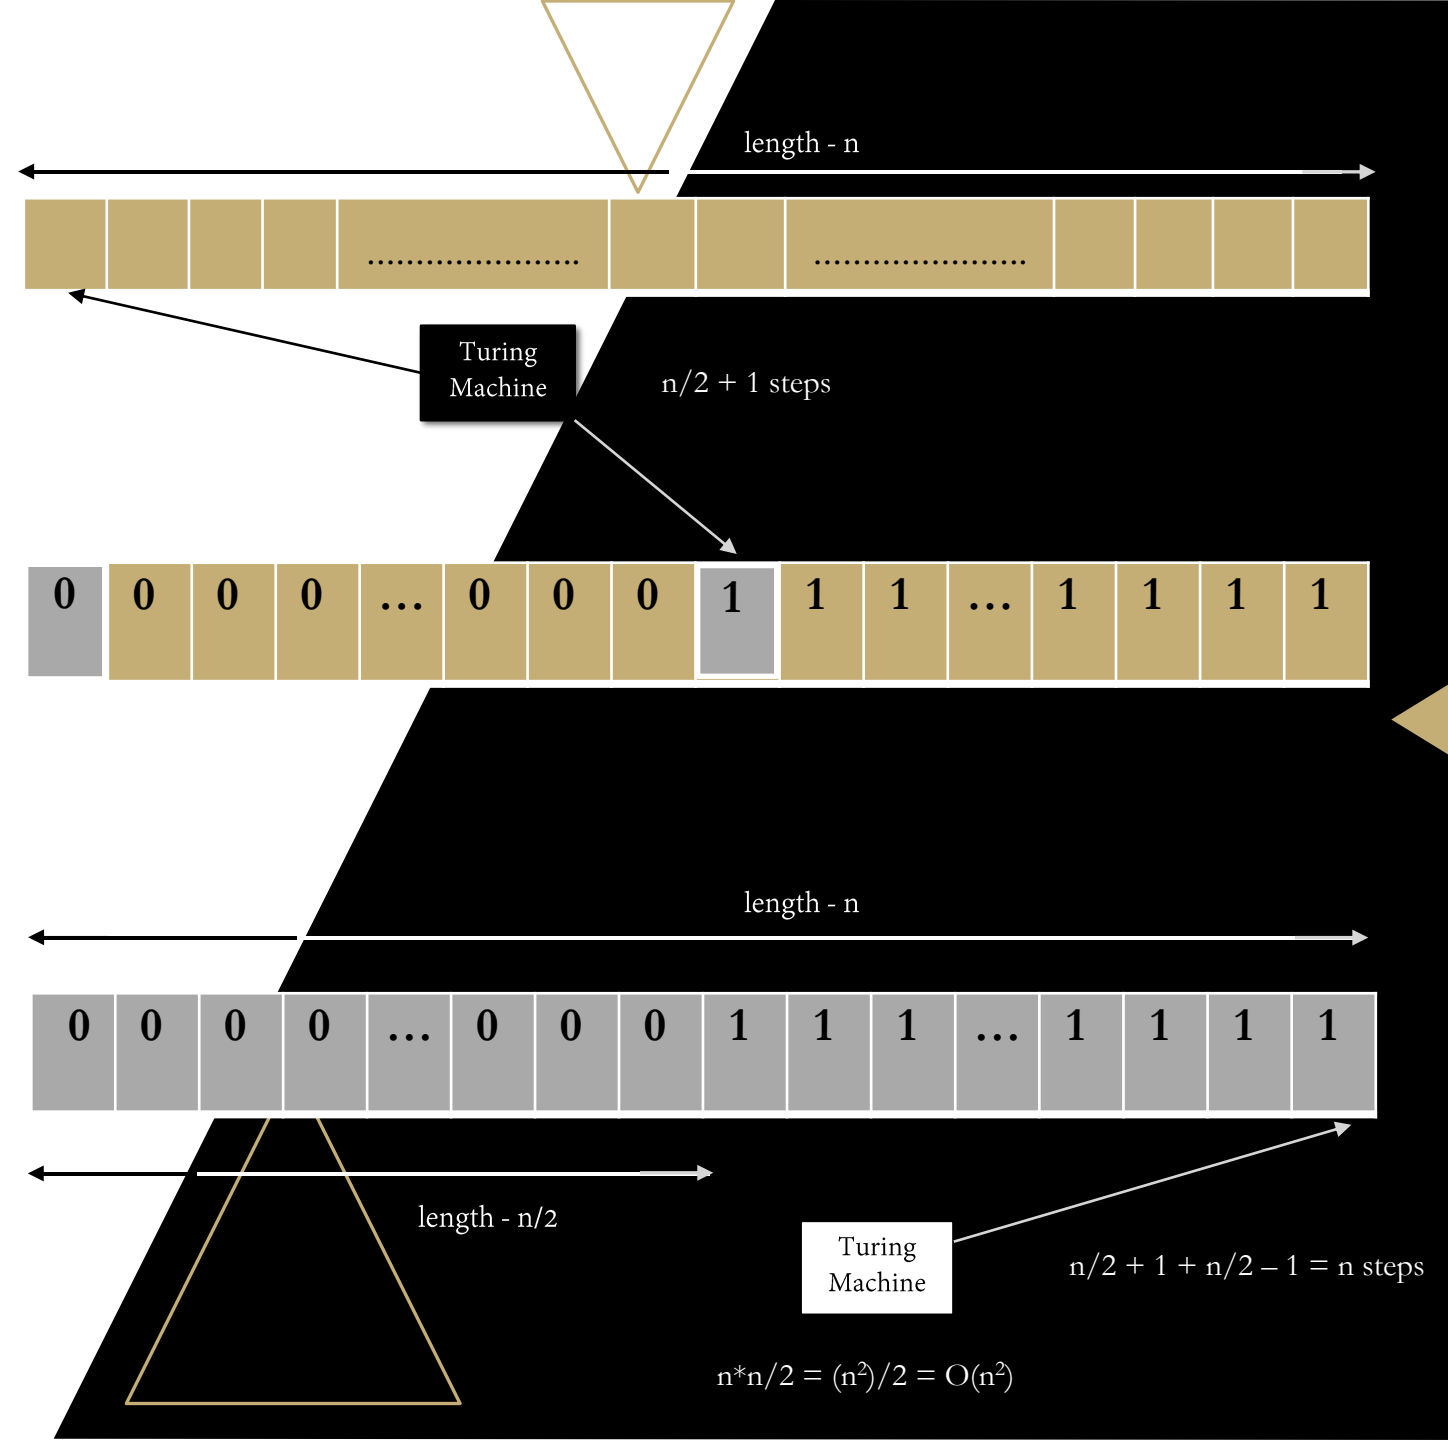 length - n
...................... ......................
Turing
Machine
n/2 + 1 steps
0 0 0 0 ... 0 0 0 1 1 1 ... 1 1 1 1
length - n
0 0 0 0 ... 0 0 0 1 1 1 ... 1 1 1 1
length - n/2
Turing
Machine
n/2 + 1 + n/2 – 1 = n steps
n*n/2 = (n²)/2 = O(n²)